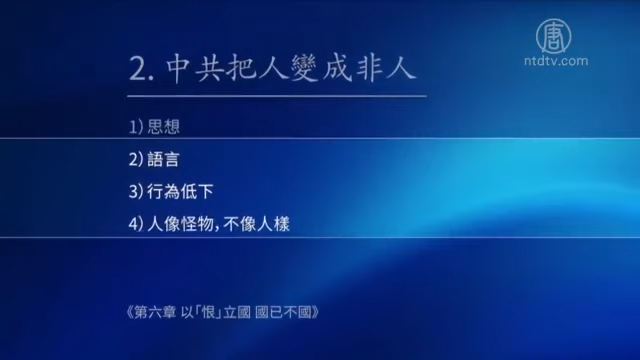 唐
ntdtv.com
2. 中共把人變成非人
1) 思想
2) 語言
3) 行為低下
4) 人像怪物，不像人樣
《第六章 以「恨」立國 國已不國》